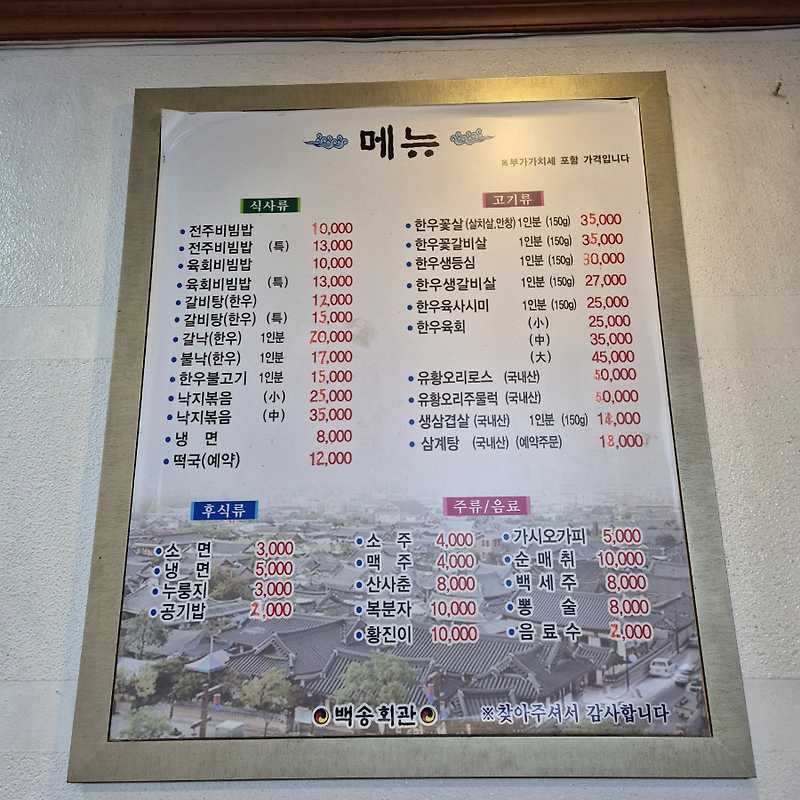 메뉴
※부가가치세 포함 가격입니다
식사류
전주비빔밥 10,000
전주비빔밥 (특) 13,000
육회비빔밥 10,000
육회비빔밥 (특) 13,000
갈비탕(한우) 12,000
갈비탕(한우) (특) 15,000
갈낙(한우) 1인분 20,000
불낙(한우) 1인분 17,000
한우불고기 1인분 15,000
낙지볶음 (小) 25,000
낙지볶음 (中) 35,000
냉 면 8,000
떡국(예약) 12,000
고기류
한우꽃살 (살치살,안창) 1인분 (150g) 35,000
한우꽃갈비살 1인분 (150g) 35,000
한우생등심 1인분 (150g) 30,000
한우생갈비살 1인분 (150g) 27,000
한우육사시미 1인분 (150g) 25,000
한우육회 (小) 25,000
(中) 35,000
(大) 45,000
유황오리로스 (국내산)
유황오리주물럭 (국내산)
생삼겹살 (국내산) 1인분 (150g) 14,000
삼계탕 (국내산) (예약주문) 18,000
후식류
소 면 3,000
냉 면 5,000
누룽지 3,000
공기밥 2,000
주류/음료
소 주 4,000
맥 주 4,000
산사춘 8,000
복분자 10,000
황진이 10,000
가시오가피 5,000
순매취 10,000
백세주 8,000
뽕 술 8,000
음료수 2,000
백송회관
※찾아주셔서 감사합니다